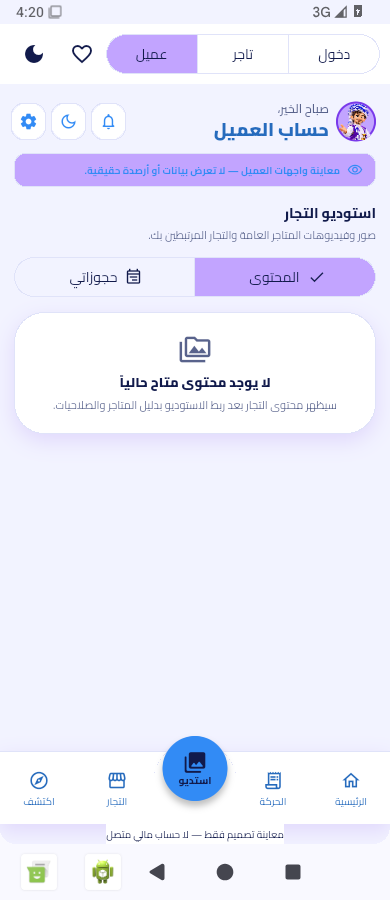 4:20
3G
دخول
تاجر
عميل
صباح الخير،
حساب العميل
معاينة واجهات العميل — لا تعرض بيانات أو أرصدة حقيقية.
استوديو التجار
صور وفيديوهات المتاجر العامة والتجار المرتبطين بك.
المحتوى
حجوزاتي
لا يوجد محتوى متاح حالياً
سيظهر محتوى التجار بعد ربط الاستوديو بدليل المتاجر والصلاحيات.
الرئيسية
الحركة
استديو
التجار
اكتشف
معاينة تصميم فقط — لا حساب مالي متصل